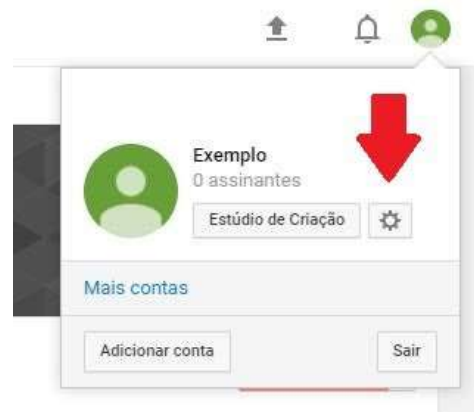 Exemplo
0 assinantes
Estúdio de Criação
Mais contas
Adicionar conta
Sair